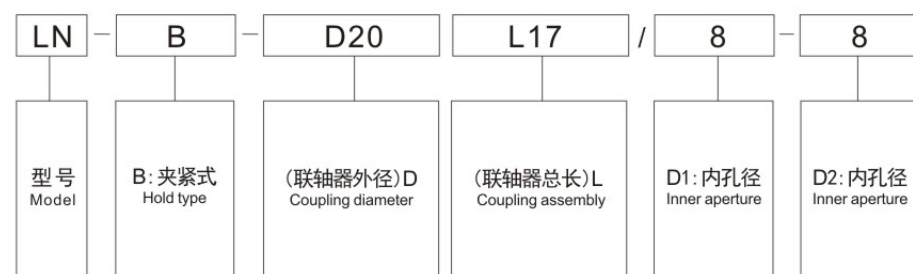 LN – B – D20 L17 / 8 – 8
型号 B:夹紧式 (联轴器外径)D (联轴器总长)L D1:内孔径 D2:内孔径
Model Hold type Coupling diameter Coupling assembly Inner aperture Inner aperture